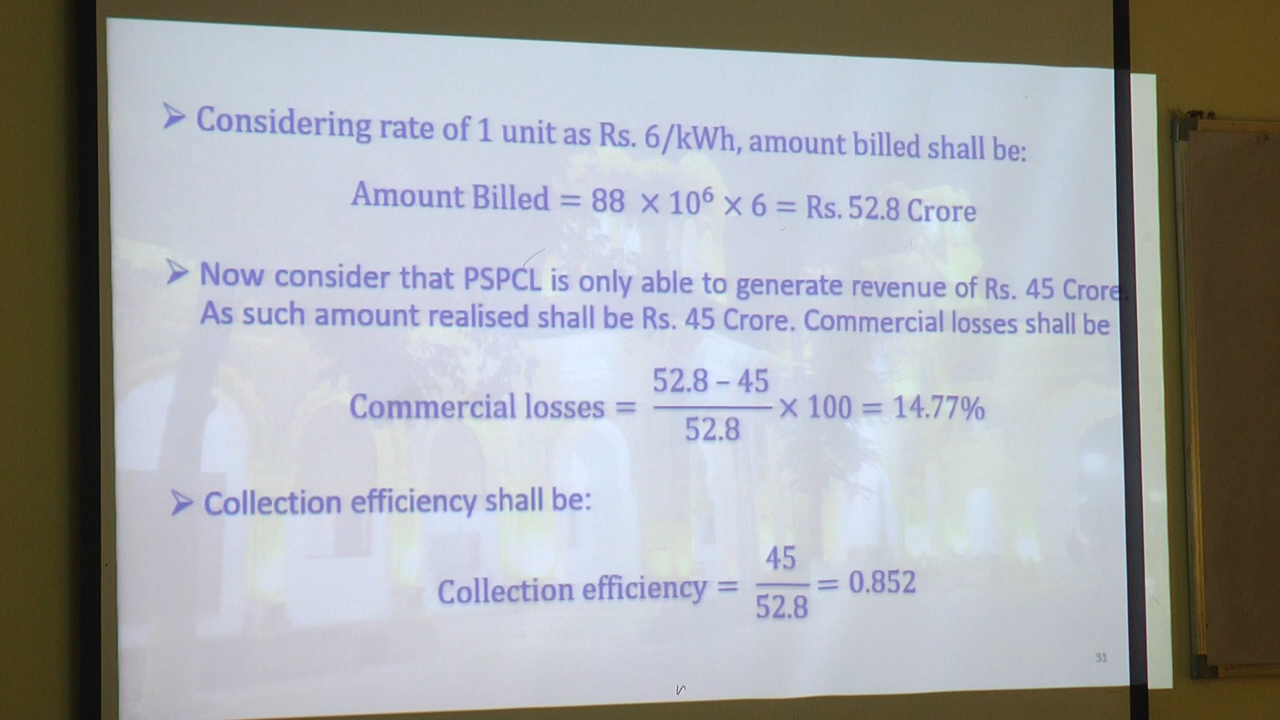 ➢ Considering rate of 1 unit as Rs. 6/kWh, amount billed shall be:
Amount Billed = 88 × 10⁶ × 6 = Rs. 52.8 Crore
➢ Now consider that PSPCL is only able to generate revenue of Rs. 45 Crore.
As such amount realised shall be Rs. 45 Crore. Commercial losses shall be
52.8 – 45
Commercial losses = × 100 = 14.77%
52.8
➢ Collection efficiency shall be:
45
Collection efficiency = = 0.852
52.8
31